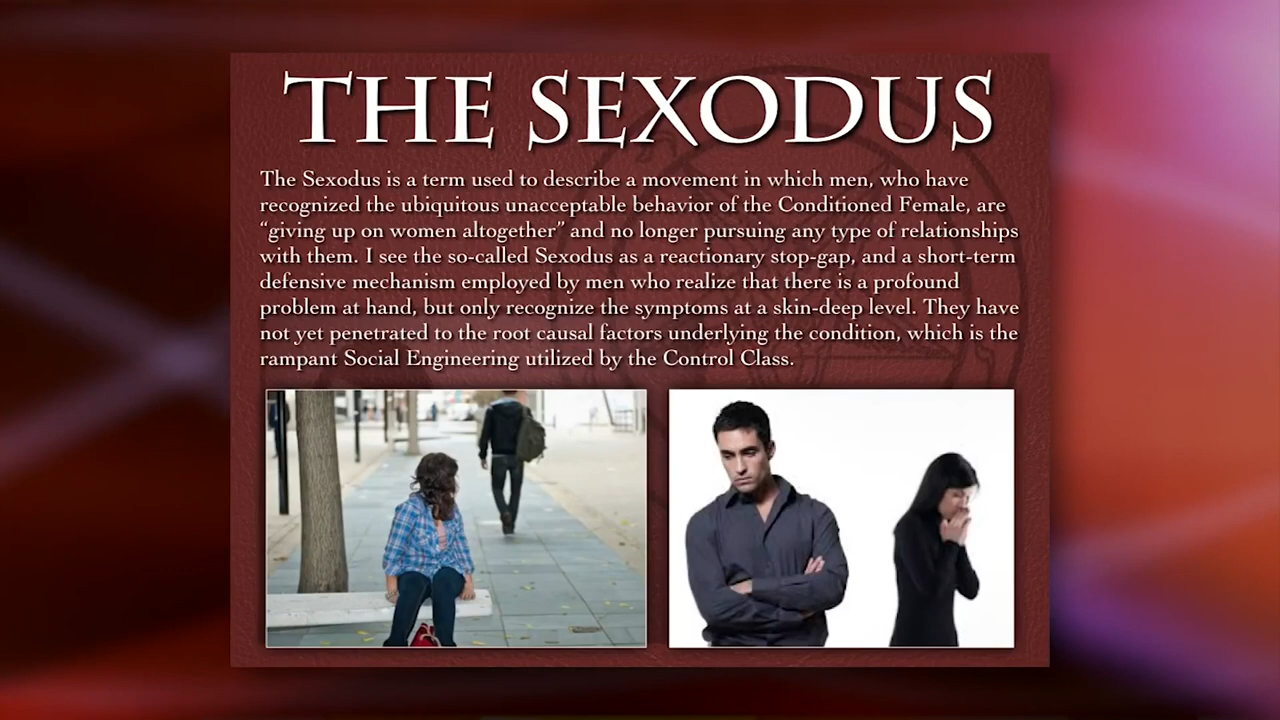 THE SEXODUS
The Sexodus is a term used to describe a movement in which men, who have
recognized the ubiquitous unacceptable behavior of the Conditioned Female, are
“giving up on women altogether” and no longer pursuing any type of relationships
with them. I see the so-called Sexodus as a reactionary stop-gap, and a short-term
defensive mechanism employed by men who realize that there is a profound
problem at hand, but only recognize the symptoms at a skin-deep level. They have
not yet penetrated to the root causal factors underlying the condition, which is the
rampant Social Engineering utilized by the Control Class.